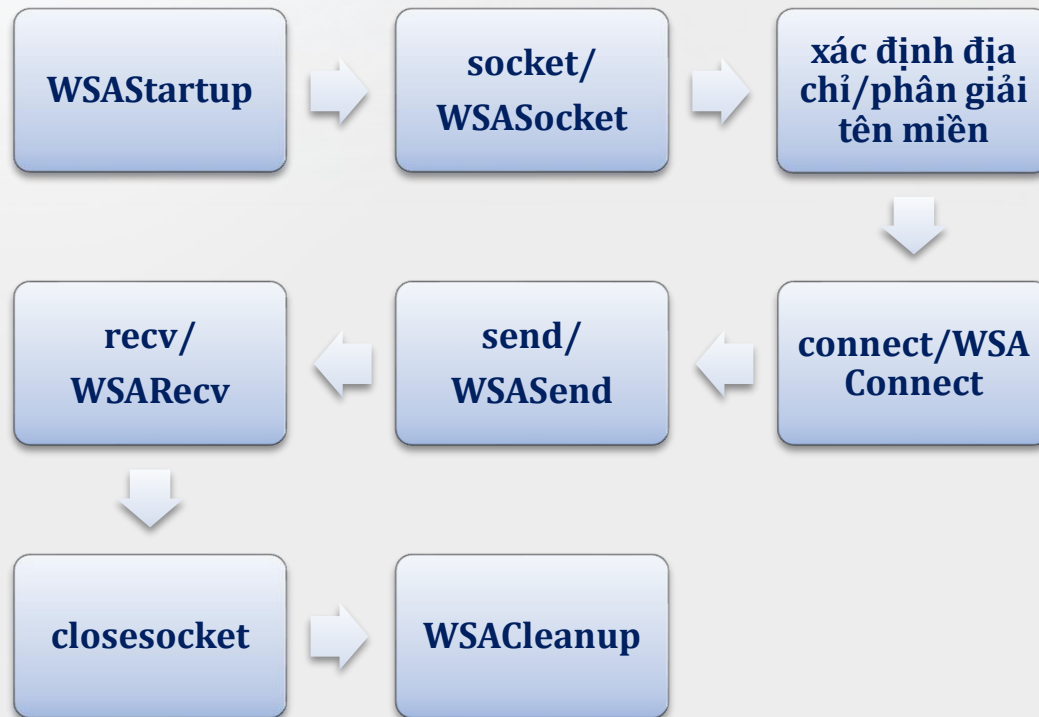 WSAStartup
socket/
WSASocket
xác định địa
chỉ/phân giải
tên miền
connect/WSA
Connect
send/
WSASend
recv/
WSARecv
closesocket
WSACleanup